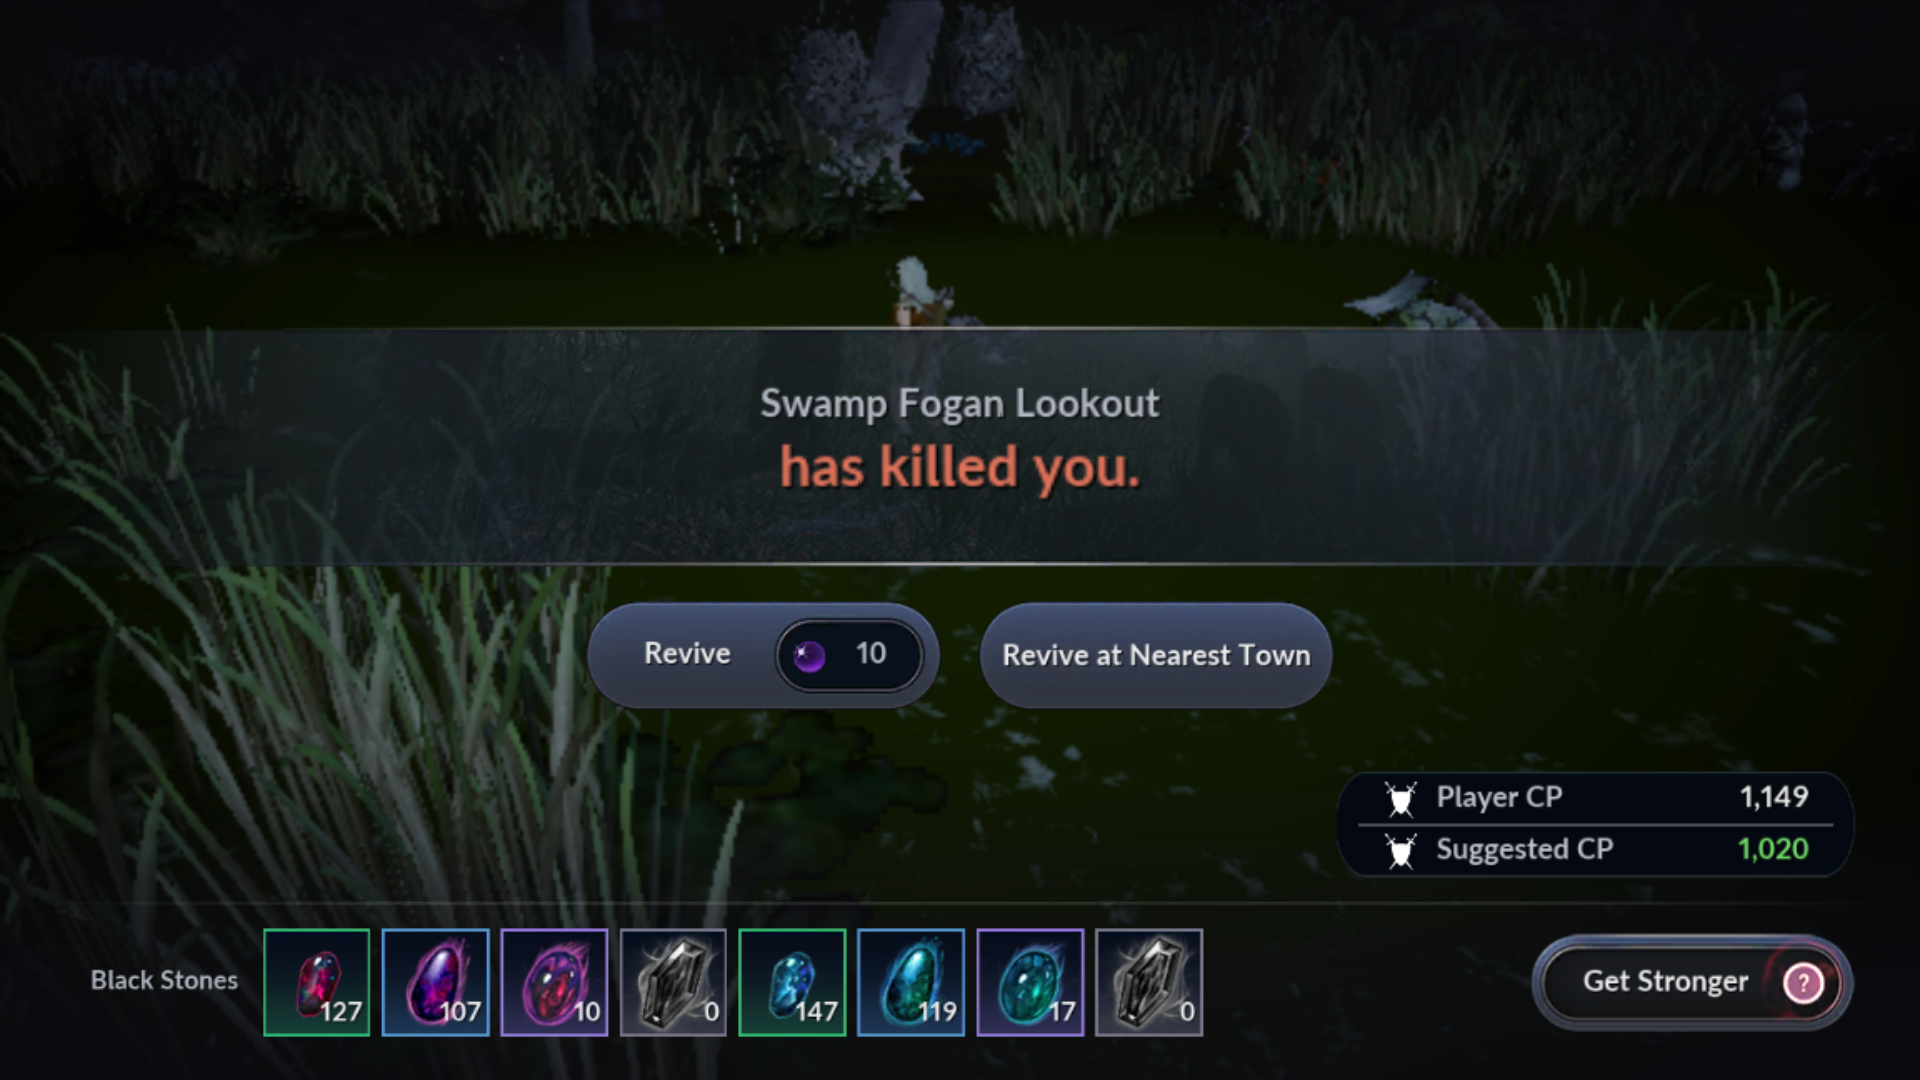 Swamp Fogan Lookout
has killed you.
Revive 10
Revive at Nearest Town
Player CP 1,149
Suggested CP 1,020
Black Stones 127 107 10 0 147 119 17 0
Get Stronger ?